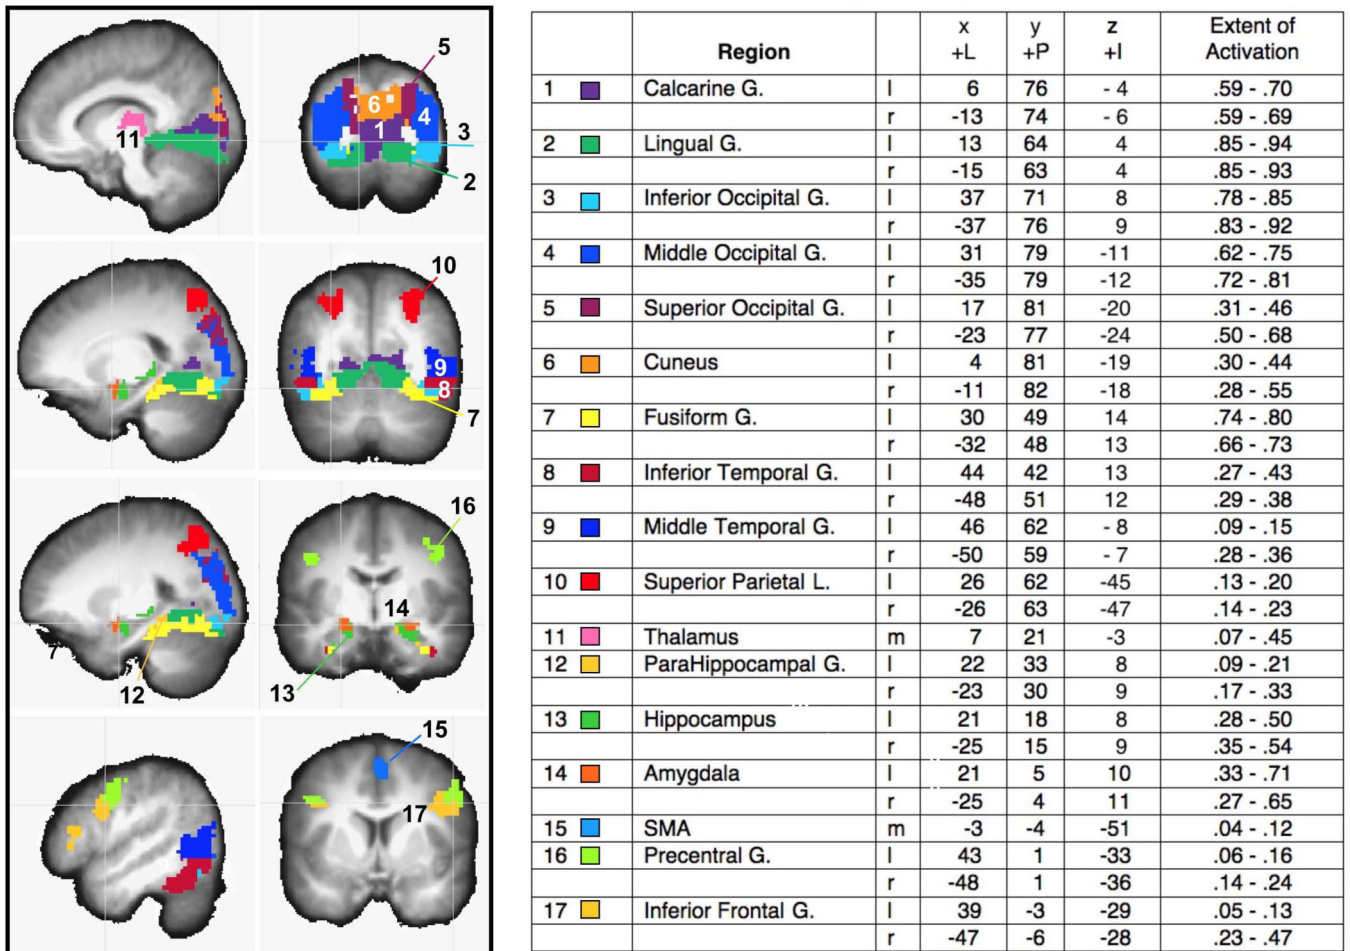 5
6
4
1
3
11
2
10
9
8
7
16
14
7
12
13
15
17
Region x +L y +P z +I Extent of Activation
1 Calcarine G. l 6 76 - 4 .59 - .70
r -13 74 - 6 .59 - .69
2 Lingual G. l 13 64 4 .85 - .94
r -15 63 4 .85 - .93
3 Inferior Occipital G. l 37 71 8 .78 - .85
r -37 76 9 .83 - .92
4 Middle Occipital G. l 31 79 -11 .62 - .75
r -35 79 -12 .72 - .81
5 Superior Occipital G. l 17 81 -20 .31 - .46
r -23 77 -24 .50 - .68
6 Cuneus l 4 81 -19 .30 - .44
r -11 82 -18 .28 - .55
7 Fusiform G. l 30 49 14 .74 - .80
r -32 48 13 .66 - .73
8 Inferior Temporal G. l 44 42 13 .27 - .43
r -48 51 12 .29 - .38
9 Middle Temporal G. l 46 62 - 8 .09 - .15
r -50 59 - 7 .28 - .36
10 Superior Parietal L. l 26 62 -45 .13 - .20
r -26 63 -47 .14 - .23
11 Thalamus m 7 21 -3 .07 - .45
12 ParaHippocampal G. l 22 33 8 .09 - .21
r -23 30 9 .17 - .33
13 Hippocampus l 21 18 8 .28 - .50
r -25 15 9 .35 - .54
14 Amygdala l 21 5 10 .33 - .71
r -25 4 11 .27 - .65
15 SMA m -3 -4 -51 .04 - .12
16 Precentral G. l 43 1 -33 .06 - .16
r -48 1 -36 .14 - .24
17 Inferior Frontal G. l 39 -3 -29 .05 - .13
r -47 -6 -28 .23 - .47